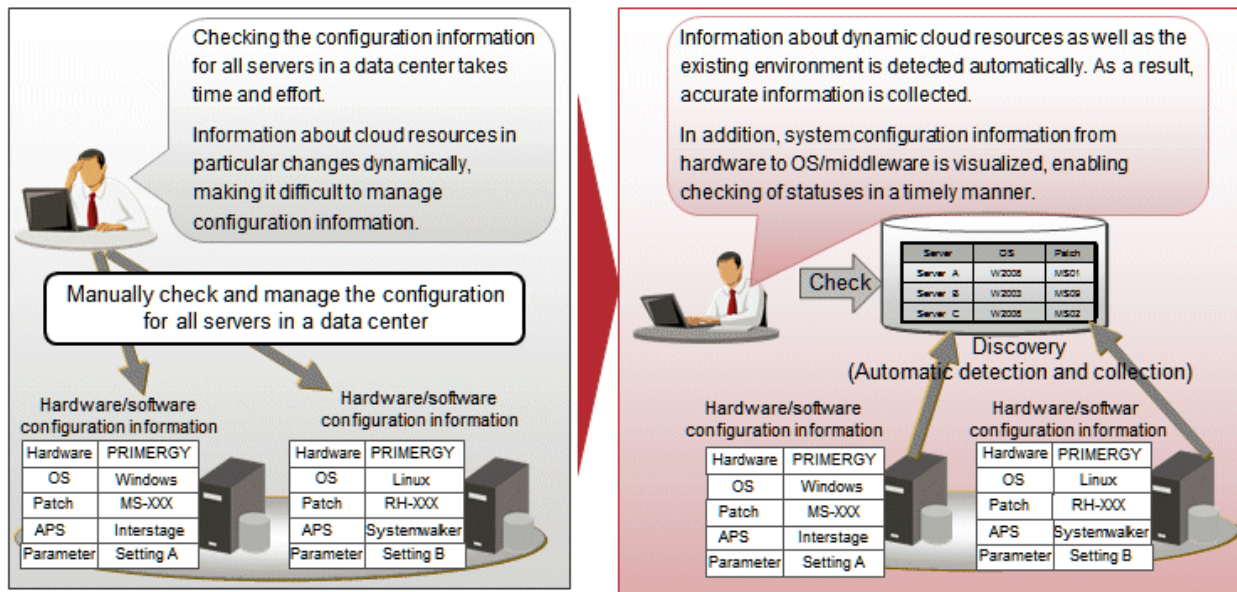 Checking the configuration information
for all servers in a data center takes
time and effort.
Information about cloud resources in
particular changes dynamically,
making it difficult to manage
configuration information.
Manually check and manage the configuration
for all servers in a data center
Hardware/software
configuration information
Hardware PRIMERGY
OS Windows
Patch MS-XXX
APS Interstage
Parameter Setting A
Hardware/software
configuration information
Hardware PRIMERGY
OS Linux
Patch RH-XXX
APS Systemwalker
Parameter Setting B
Information about dynamic cloud resources as well as the
existing environment is detected automatically. As a result,
accurate information is collected.
In addition, system configuration information from
hardware to OS/middleware is visualized, enabling
checking of statuses in a timely manner.
Check
Server OS Patch
Server A MS01
Server B MS09
Server C MS02
Discovery
(Automatic detection and collection)
Hardware/software
configuration information
Hardware PRIMERGY
OS Windows
Patch MS-XXX
APS Interstage
Parameter Setting A
Hardware/softwar
configuration information
Hardware PRIMERGY
OS Linux
Patch RH-XXX
APS Systemwalker
Parameter Setting B